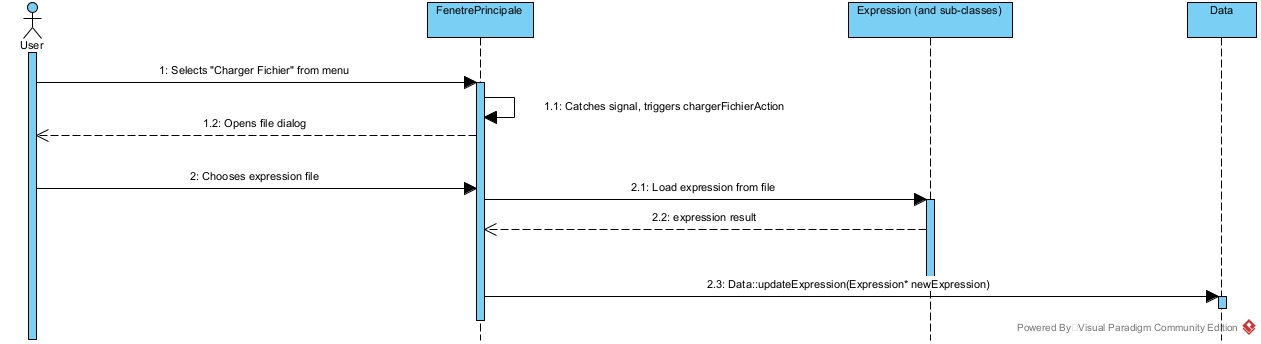 FenetrePrincipale
Expression (and sub-classes)
Data
User
1: Selects "Charger Fichier" from menu
1.1: Catches signal, triggers chargerFichierAction
1.2: Opens file dialog
2: Chooses expression file
2.1: Load expression from file
2.2: expression result
2.3: Data::updateExpression(Expression* newExpression)
Powered By Visual Paradigm Community Edition